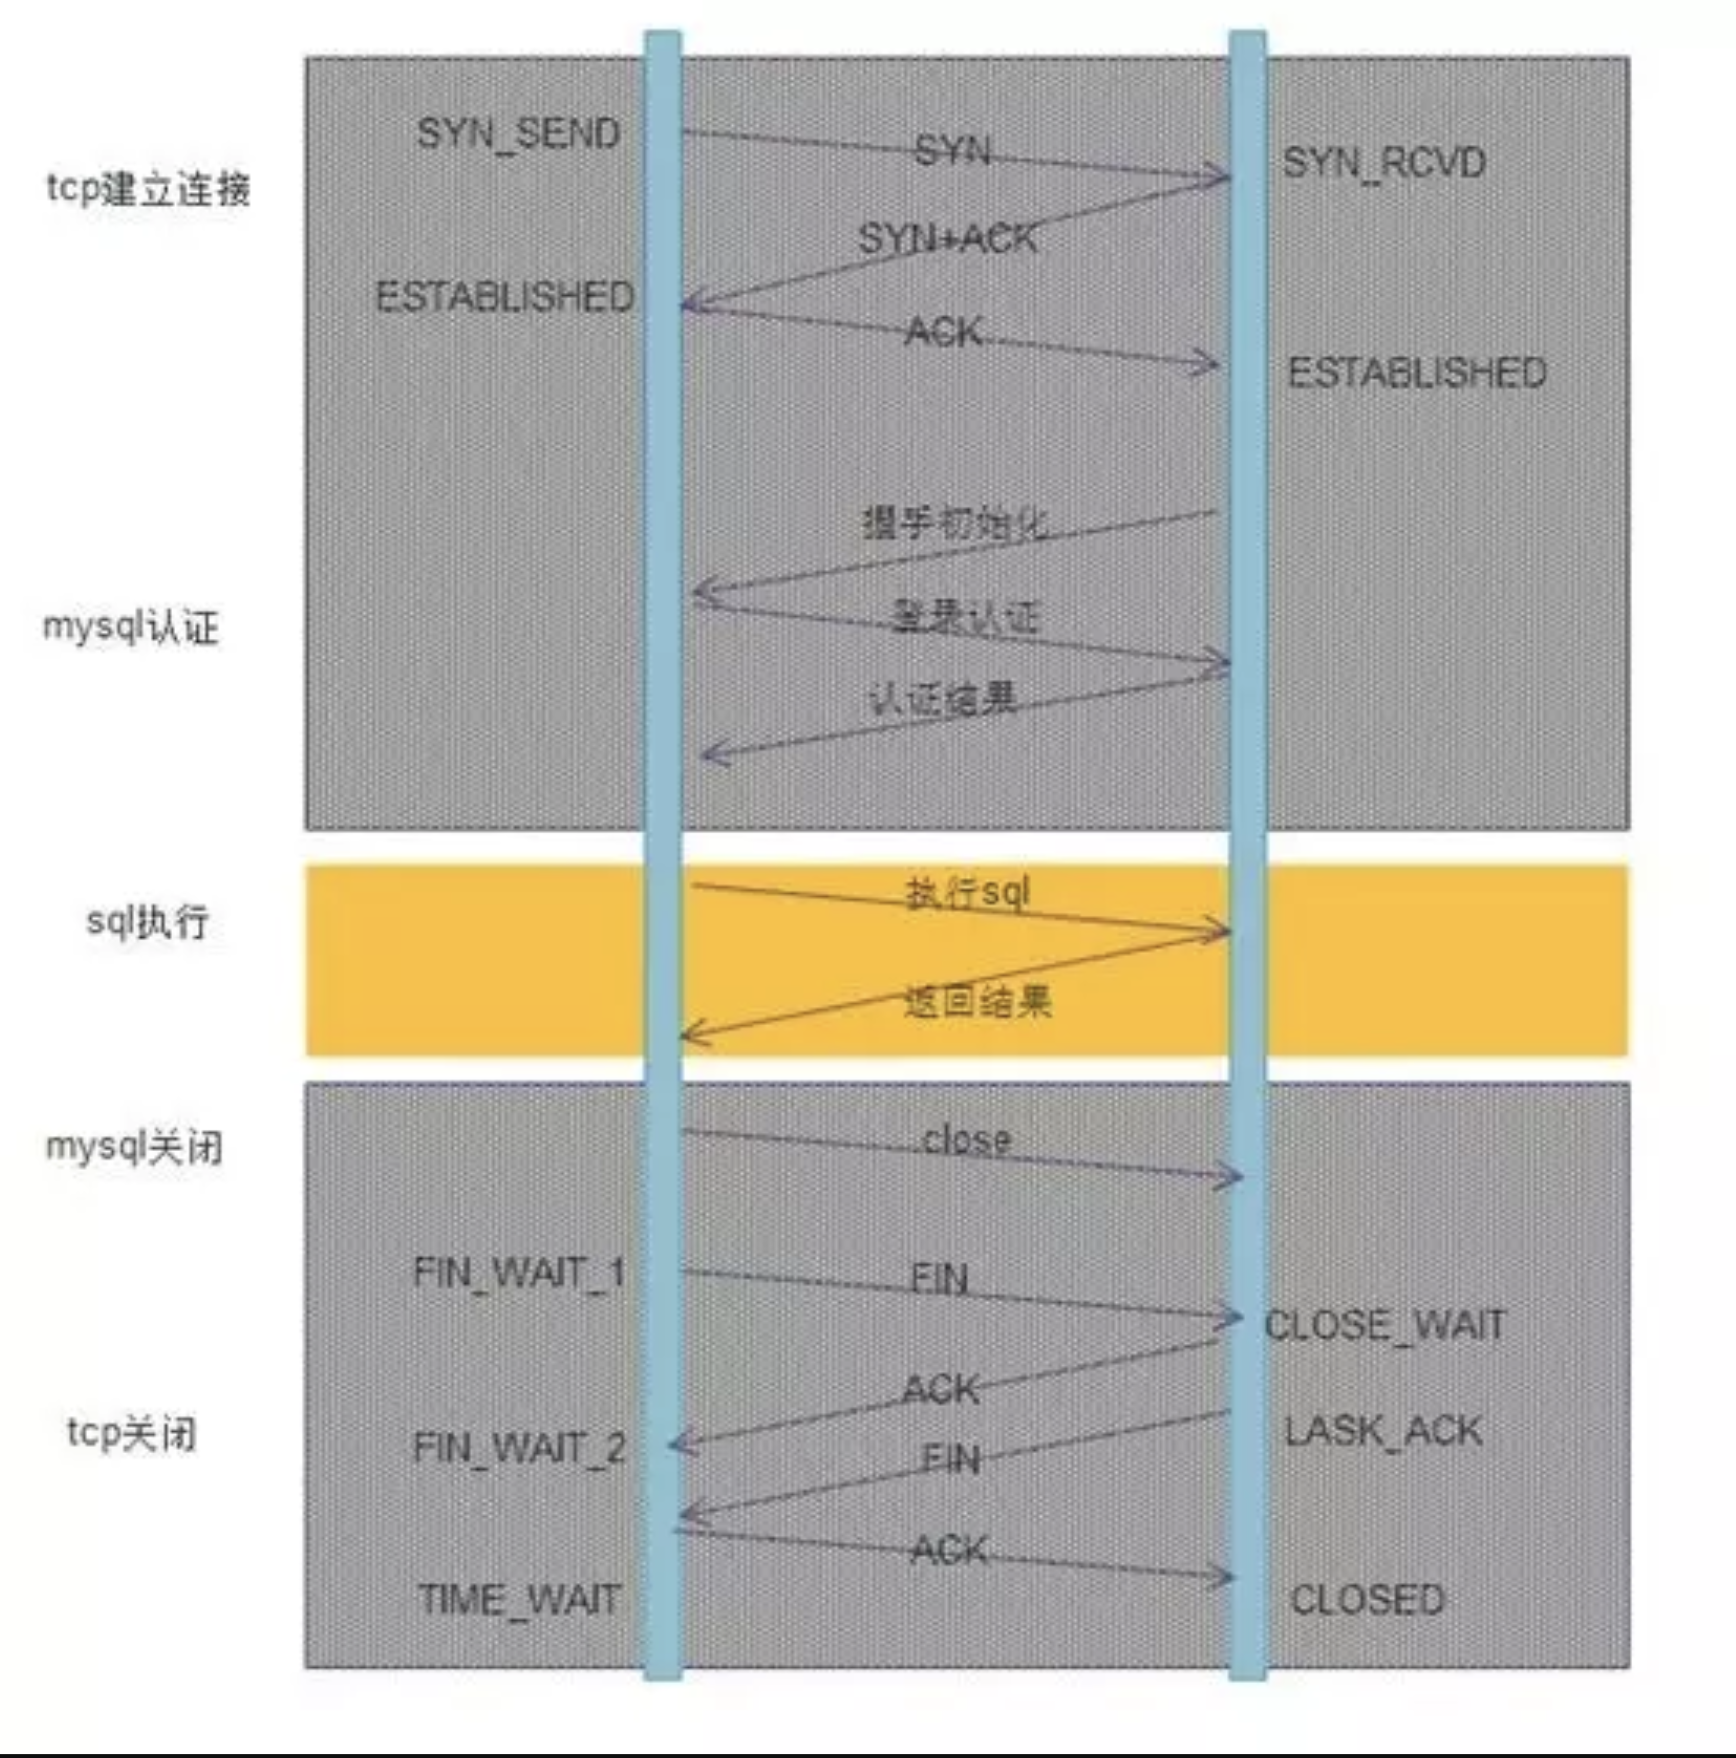 SYN_SEND
SYN
SYN_RCVD
tcp建立连接
SYN+ACK
ESTABLISHED
ACK
ESTABLISHED
握手初始化
mysql认证
登录认证
认证结果
执行sql
sql执行
返回结果
mysql关闭
close
FIN_WAIT_1
FIN
CLOSE_WAIT
ACK
tcp关闭
FIN_WAIT_2
LASK_ACK
FIN
ACK
TIME_WAIT
CLOSED